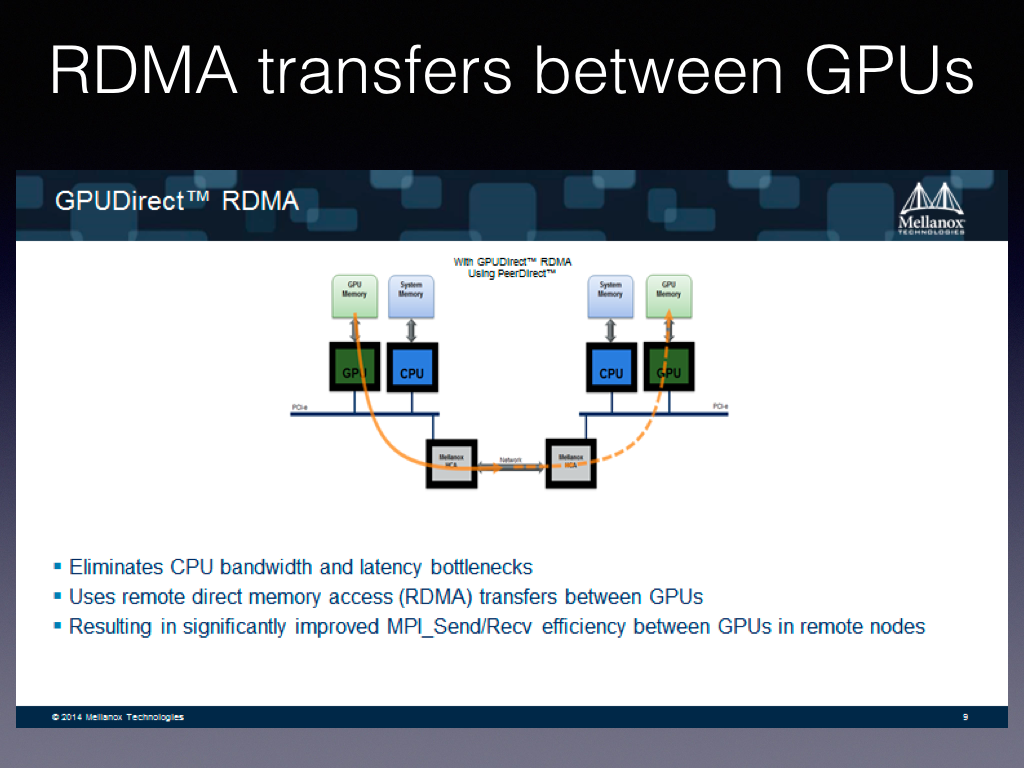 RDMA transfers between GPUs
GPUDirect™ RDMA
Mellanox
TECHNOLOGIES
With GPUDirect™ RDMA
Using PeerDirect™
GPU
Memory
System
Memory
System
Memory
GPU
Memory
GPU
CPU
CPU
GPU
PCI-e
PCI-e
Mellanox
HCA
Network
Mellanox
HCA
▪ Eliminates CPU bandwidth and latency bottlenecks
▪ Uses remote direct memory access (RDMA) transfers between GPUs
▪ Resulting in significantly improved MPI_Send/Recv efficiency between GPUs in remote nodes
© 2014 Mellanox Technologies
9